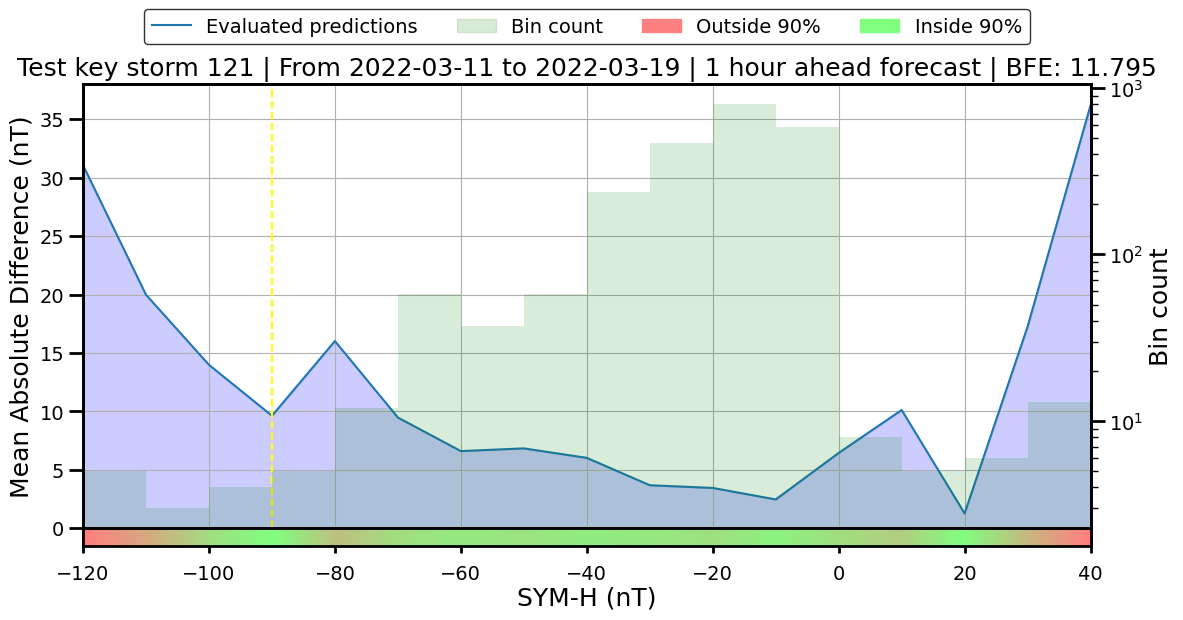 Evaluated predictions Bin count Outside 90% Inside 90%
Test key storm 121 | From 2022-03-11 to 2022-03-19 | 1 hour ahead forecast | BFE: 11.795
Mean Absolute Difference (nT)
35
30
25
20
15
10
5
0
10³
10²
10¹
Bin count
−120 −100 −80 −60 −40 −20 0 20 40
SYM-H (nT)